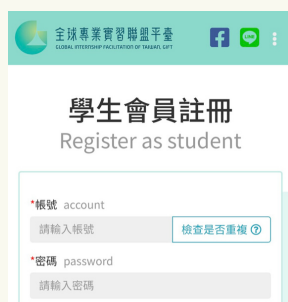 全球專業實習聯盟平臺
GLOBAL INTERNSHIP FACILITATION OF TAIWAN, GIFT
LINE
學生會員註冊
Register as student
*帳號 account
請輸入帳號 檢查是否重複 ?
*密碼 password
請輸入密碼